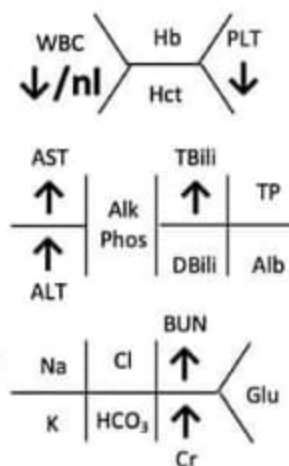 WBC Hb PLT
↓/nl Hct ↓
AST TBili
↑ Alk ↑ TP
↑ Phos DBili Alb
ALT
BUN
Na Cl ↑ Glu
K HCO₃ ↑
Cr